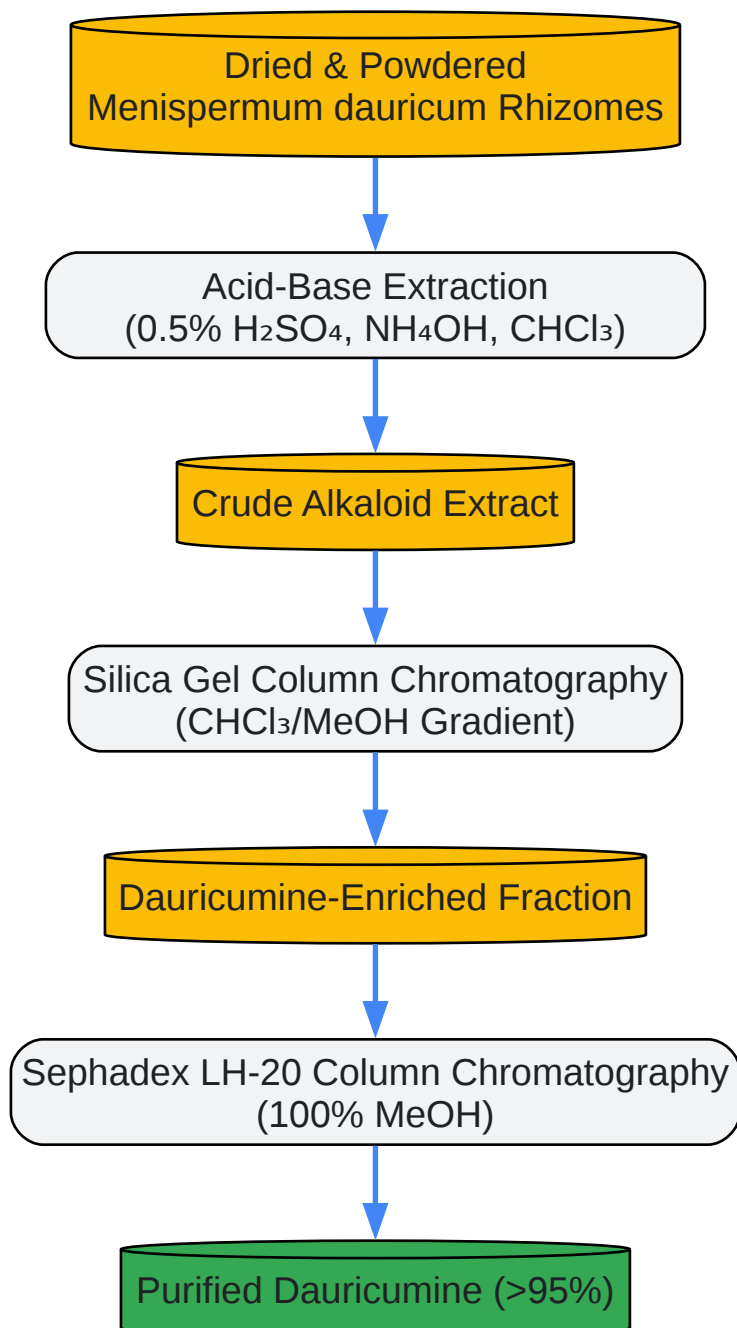 Dried & Powdered
Menispermum dauricum Rhizomes
Acid-Base Extraction
(0.5% H₂SO₄, NH₄OH, CHCl₃)
Crude Alkaloid Extract
Silica Gel Column Chromatography
(CHCl₃/MeOH Gradient)
Dauricumine-Enriched Fraction
Sephadex LH-20 Column Chromatography
(100% MeOH)
Purified Dauricumine (>95%)